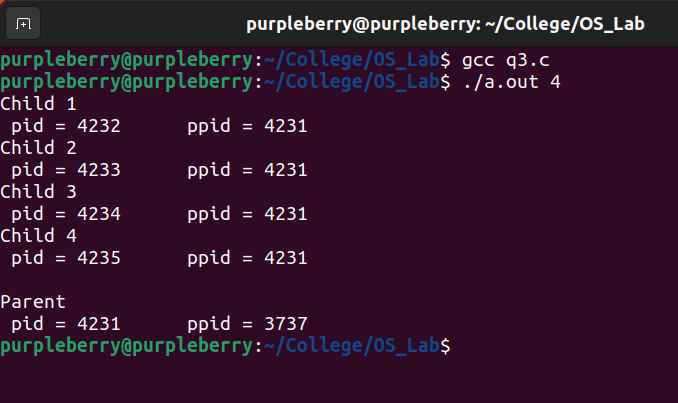 purpleberry@purpleberry: ~/College/OS_Lab
purpleberry@purpleberry:~/College/OS_Lab$ gcc q3.c
purpleberry@purpleberry:~/College/OS_Lab$ ./a.out 4
Child 1
 pid = 4232      ppid = 4231
Child 2
 pid = 4233      ppid = 4231
Child 3
 pid = 4234      ppid = 4231
Child 4
 pid = 4235      ppid = 4231
Parent
 pid = 4231      ppid = 3737
purpleberry@purpleberry:~/College/OS_Lab$